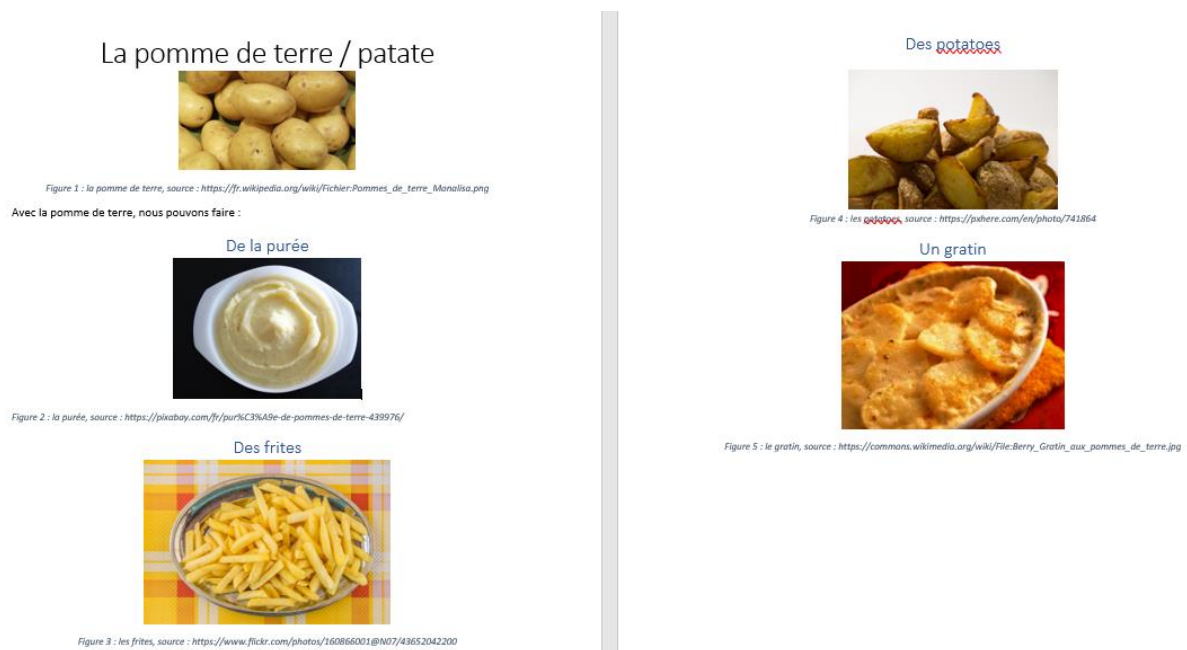 La pomme de terre / patate
Figure 1 : la pomme de terre, source : https://fr.wikipedia.org/wiki/Fichier:Pommes_de_terre_Monalisa.png
Avec la pomme de terre, nous pouvons faire :
De la purée
Figure 2 : la purée, source : https://pixabay.com/fr/pur%C3%A9e-de-pommes-de-terre-439976/
Des frites
Figure 3 : les frites, source : https://www.flickr.com/photos/160866001@N07/43652042200
Des potatoes
Figure 4 : les potatoes, source : https://pxhere.com/en/photo/741864
Un gratin
Figure 5 : le gratin, source : https://commons.wikimedia.org/wiki/File:Berry_Gratin_aux_pommes_de_terre.jpg